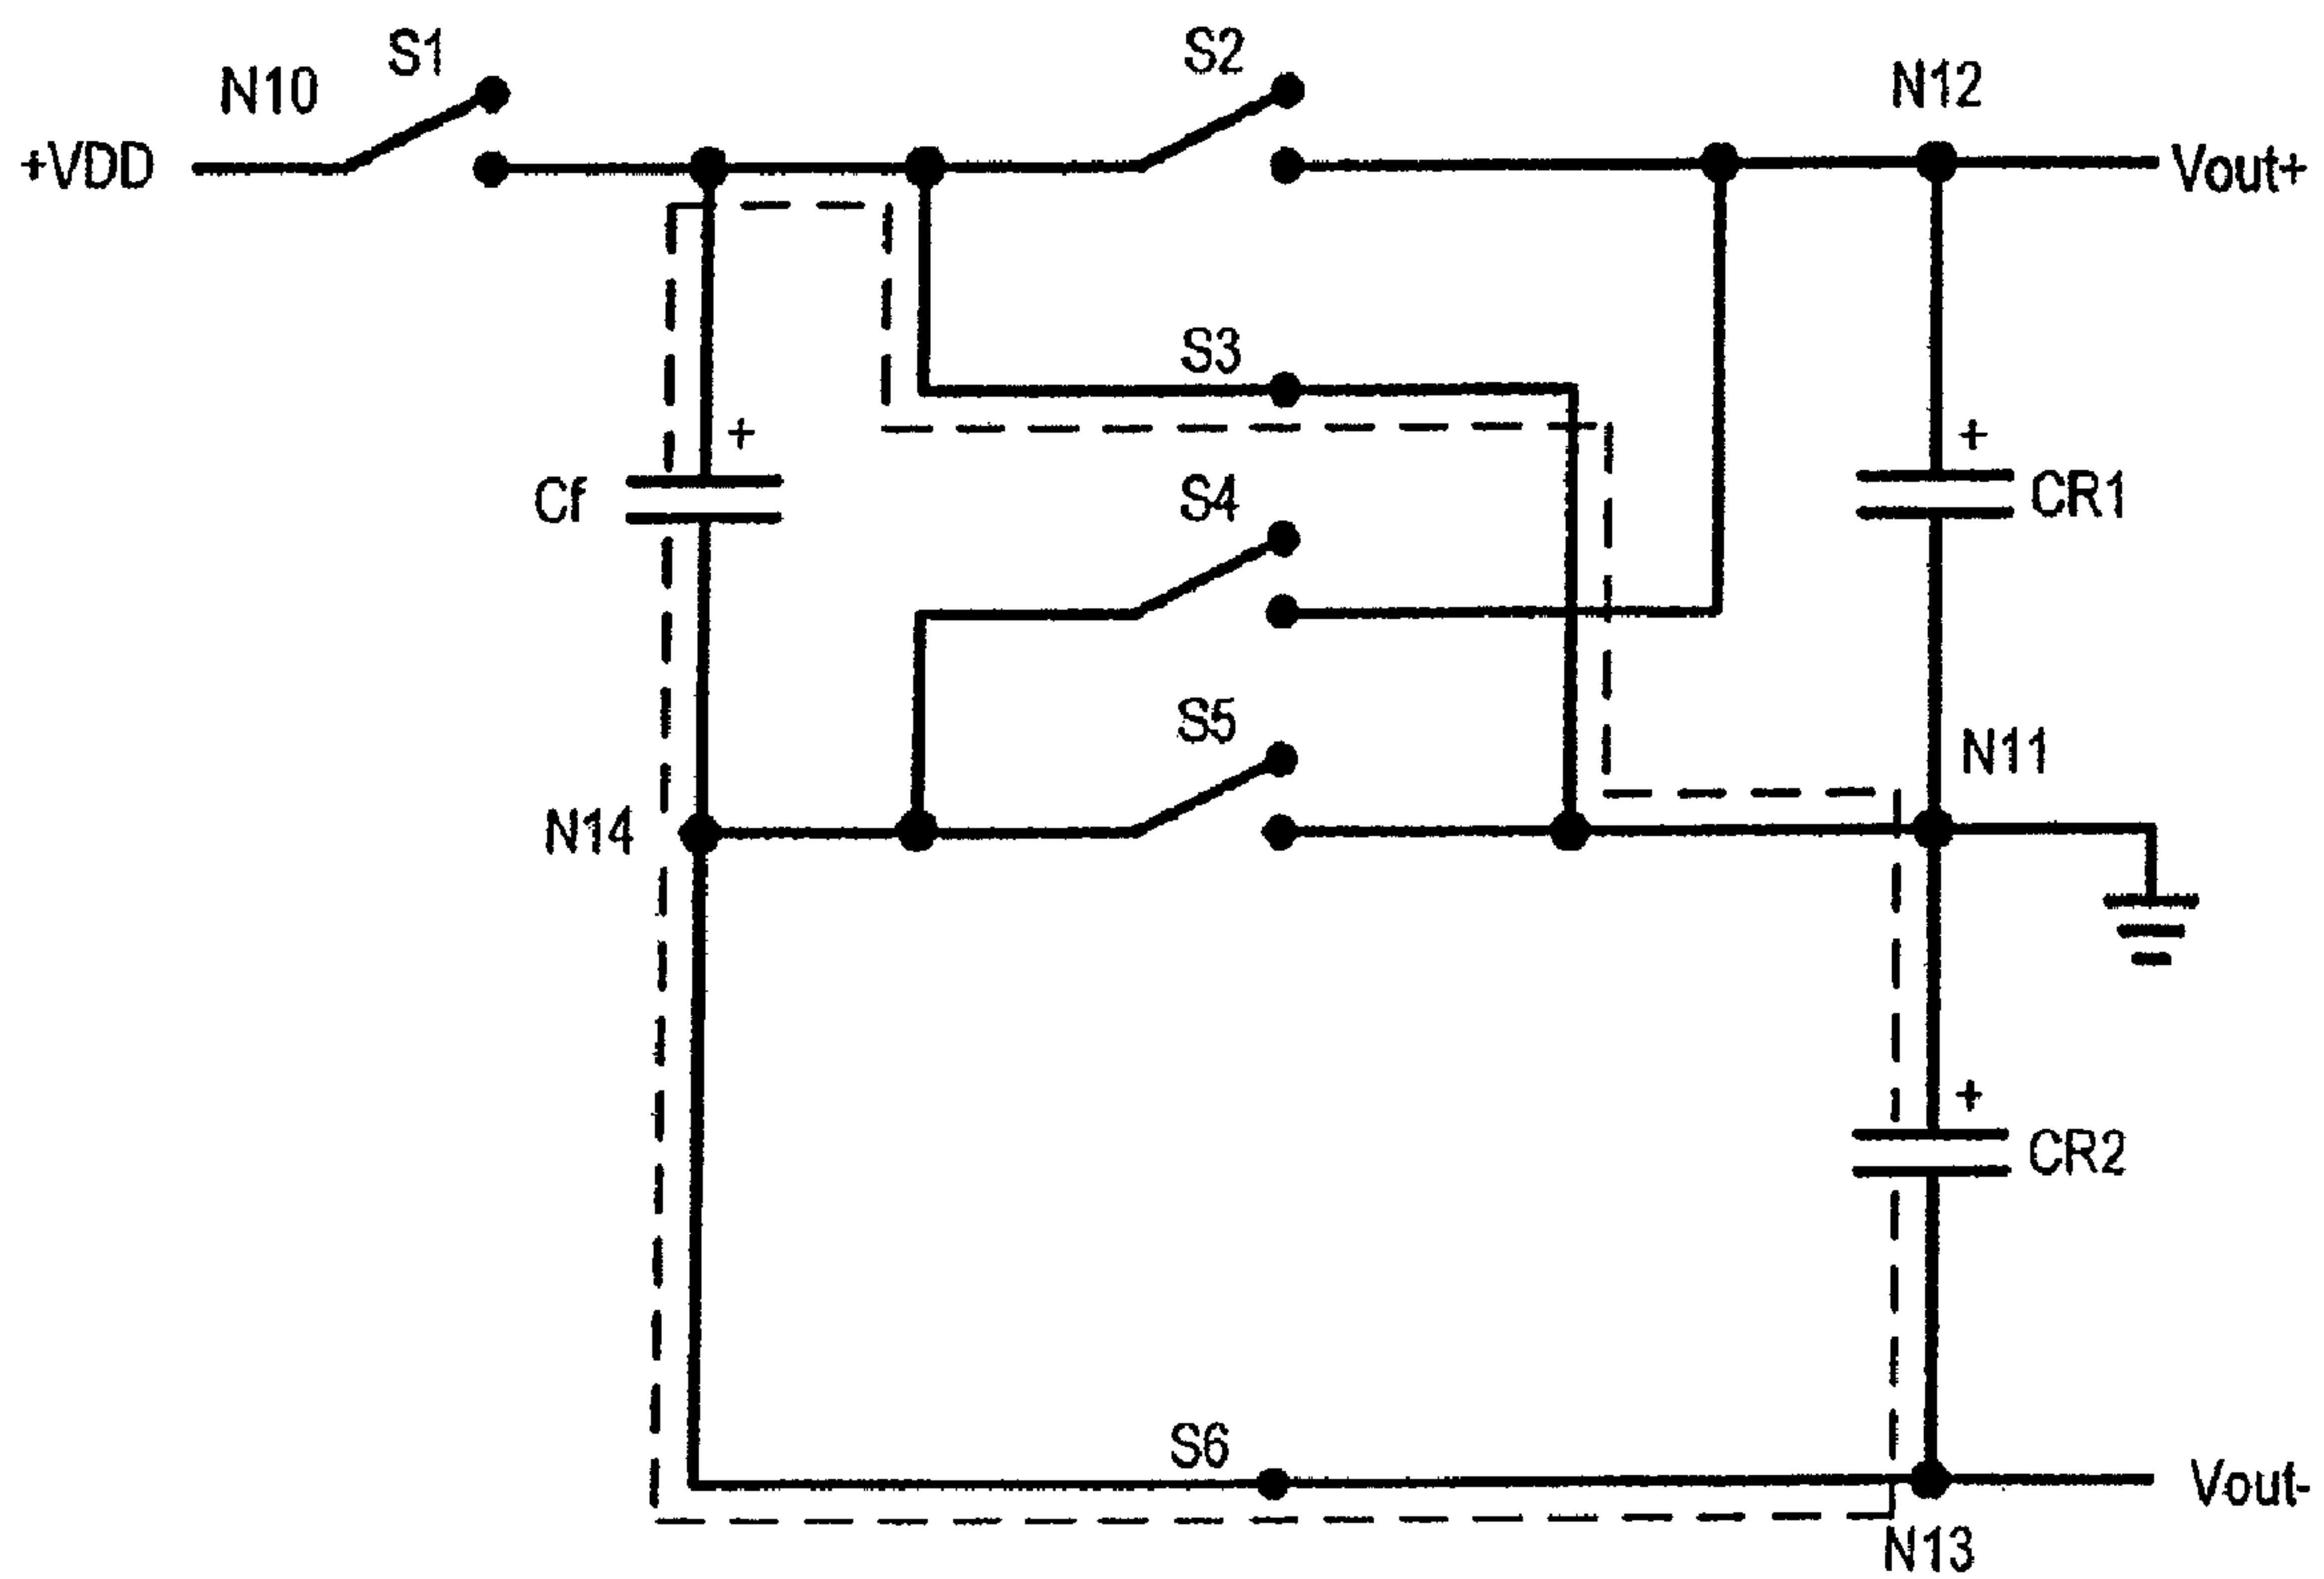 S1
S2
N10
N12
+VDD
Vout+
S3
+
+
Cf
S4
CR1
S5
N11
N14
+
CR2
S6
Vout-
N13